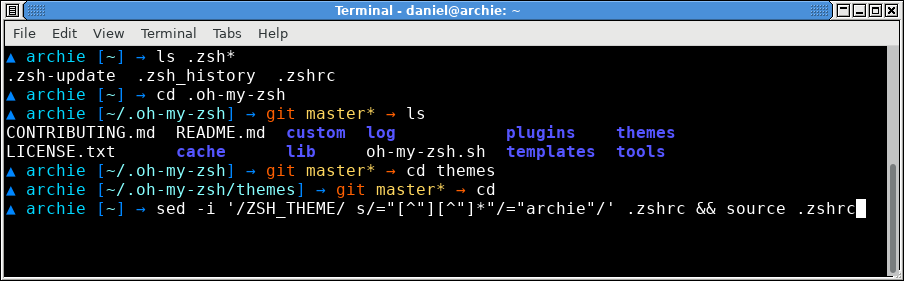 Terminal - daniel@archie: ~
File Edit View Terminal Tabs Help
▲ archie [~] → ls .zsh*
.zsh-update .zsh_history .zshrc
▲ archie [~] → cd .oh-my-zsh
▲ archie [~/.oh-my-zsh] → git master* → ls
CONTRIBUTING.md README.md custom log plugins themes
LICENSE.txt cache lib oh-my-zsh.sh templates tools
▲ archie [~/.oh-my-zsh] → git master* → cd themes
▲ archie [~/.oh-my-zsh/themes] → git master* → cd
▲ archie [~] → sed -i '/ZSH_THEME/ s/="[^"][^"]*"/="archie"/' .zshrc && source .zshrc